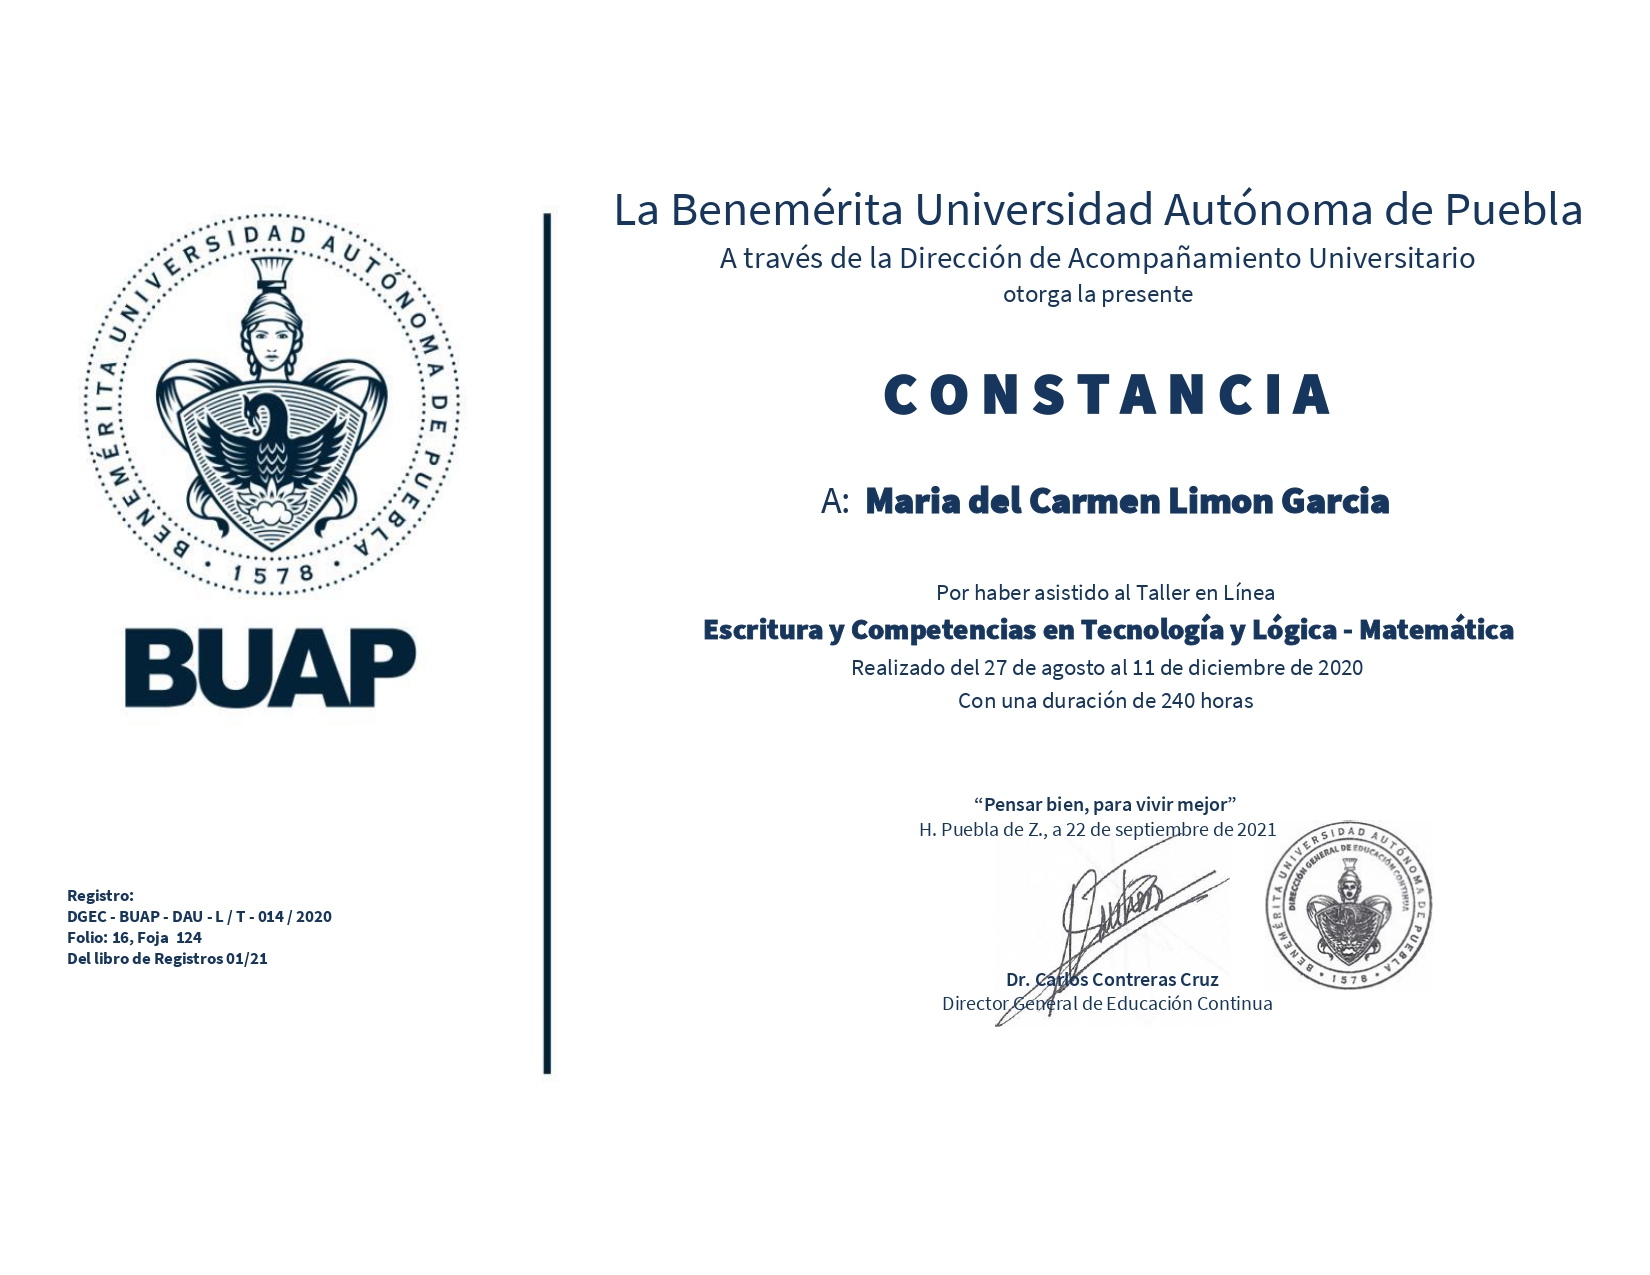 BENEMÉRITA UNIVERSIDAD AUTÓNOMA DE PUEBLA
1578
BUAP
Registro:
DGEC - BUAP - DAU - L / T - 014 / 2020
Folio: 16, Foja 124
Del libro de Registros 01/21
La Benemérita Universidad Autónoma de Puebla
A través de la Dirección de Acompañamiento Universitario
otorga la presente
CONSTANCIA
A: Maria del Carmen Limon Garcia
Por haber asistido al Taller en Línea
Escritura y Competencias en Tecnología y Lógica - Matemática
Realizado del 27 de agosto al 11 de diciembre de 2020
Con una duración de 240 horas
“Pensar bien, para vivir mejor”
H. Puebla de Z., a 22 de septiembre de 2021
Dr. Carlos Contreras Cruz
Director General de Educación Continua
BENEMÉRITA UNIVERSIDAD AUTÓNOMA DE PUEBLA
DIRECCIÓN GENERAL DE EDUCACIÓN CONTINUA
1578